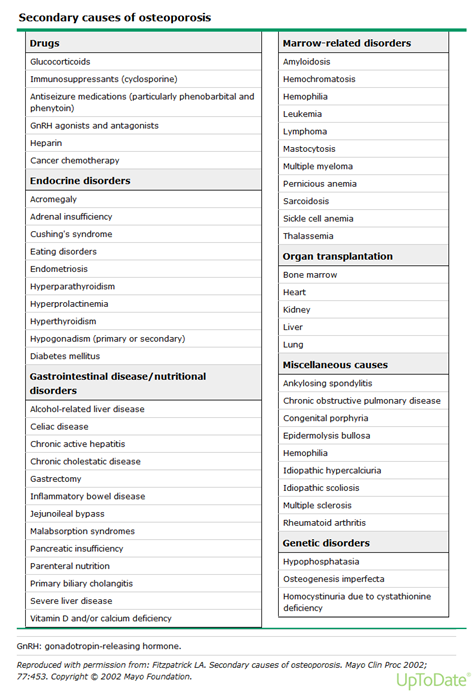 Secondary causes of osteoporosis
Drugs
Glucocorticoids
Immunosuppressants (cyclosporine)
Antiseizure medications (particularly phenobarbital and
phenytoin)
GnRH agonists and antagonists
Heparin
Cancer chemotherapy
Endocrine disorders
Acromegaly
Adrenal insufficiency
Cushing's syndrome
Eating disorders
Endometriosis
Hyperparathyroidism
Hyperprolactinemia
Hyperthyroidism
Hypogonadism (primary or secondary)
Diabetes mellitus
Gastrointestinal disease/nutritional
disorders
Alcohol-related liver disease
Celiac disease
Chronic active hepatitis
Chronic cholestatic disease
Gastrectomy
Inflammatory bowel disease
Jejunoileal bypass
Malabsorption syndromes
Pancreatic insufficiency
Parenteral nutrition
Primary biliary cholangitis
Severe liver disease
Vitamin D and/or calcium deficiency
Marrow-related disorders
Amyloidosis
Hemochromatosis
Hemophilia
Leukemia
Lymphoma
Mastocytosis
Multiple myeloma
Pernicious anemia
Sarcoidosis
Sickle cell anemia
Thalassemia
Organ transplantation
Bone marrow
Heart
Kidney
Liver
Lung
Miscellaneous causes
Ankylosing spondylitis
Chronic obstructive pulmonary disease
Congenital porphyria
Epidermolysis bullosa
Hemophilia
Idiopathic hypercalciuria
Idiopathic scoliosis
Multiple sclerosis
Rheumatoid arthritis
Genetic disorders
Hypophosphatasia
Osteogenesis imperfecta
Homocystinuria due to cystathionine
deficiency
GnRH: gonadotropin-releasing hormone.
Reproduced with permission from: Fitzpatrick LA. Secondary causes of osteoporosis. Mayo Clin Proc 2002;
77:453. Copyright © 2002 Mayo Foundation.
UpToDate®